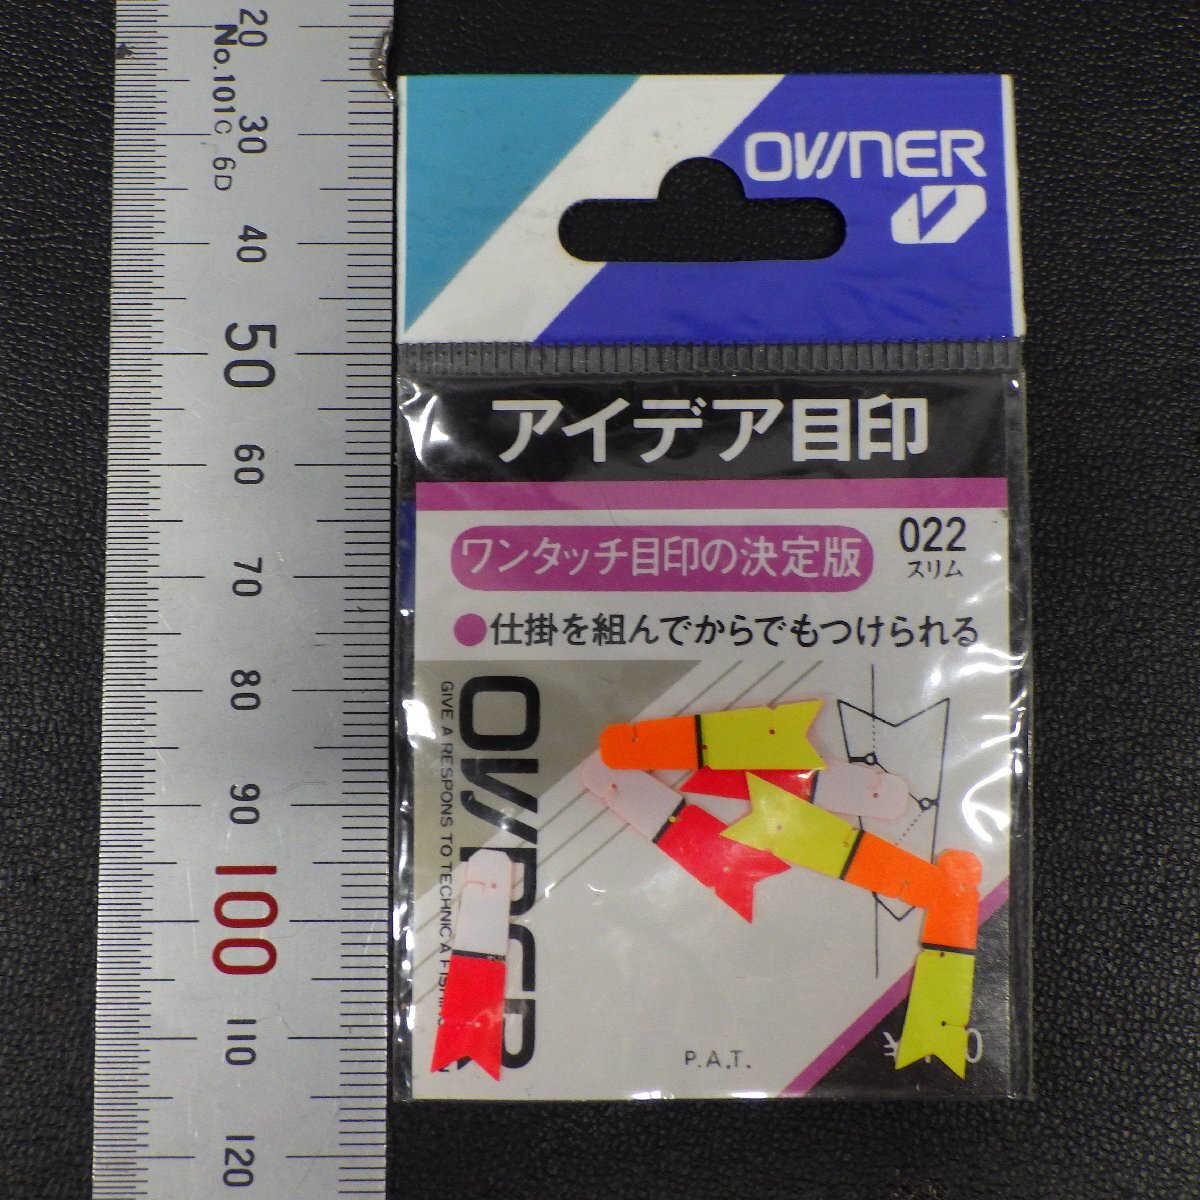 20
No.101C 6D
30
40
50
60
70
80
90
100
110
120
OWNER
アイデア目印
ワンタッチ目印の決定版
022
スリム
●仕掛を組んでからでもつけられる
OWNER
GIVE A RESPONS TO TECHNICA FISHING
P.A.T.